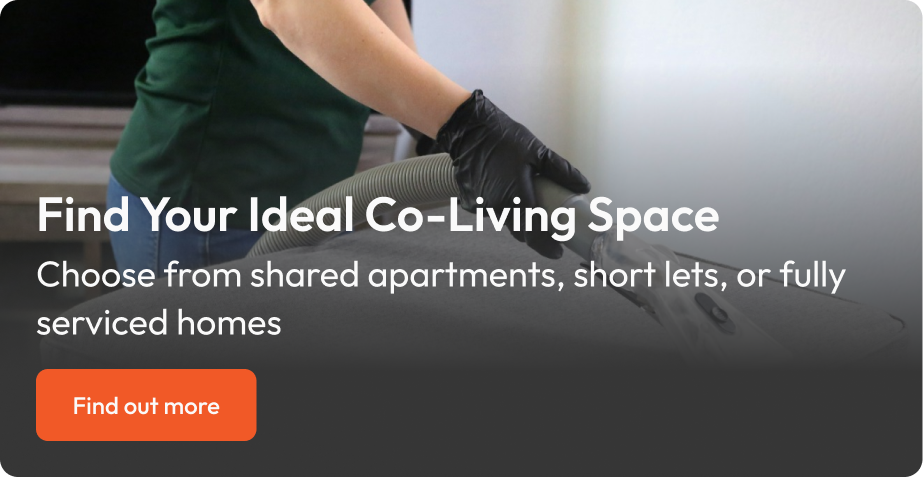 Find Your Ideal Co-Living Space
Choose from shared apartments, short lets, or fully
serviced homes
Find out more